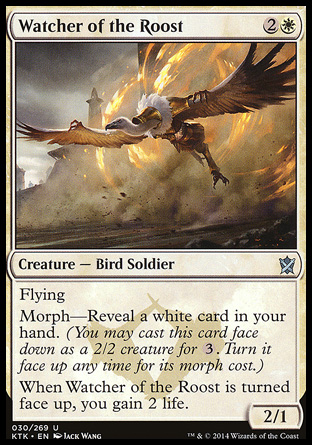 Watcher of the Roost 2
Creature — Bird Soldier
Flying
Morph—Reveal a white card in your
hand. (You may cast this card face
down as a 2/2 creature for 3. Turn it
face up any time for its morph cost.)
When Watcher of the Roost is turned
face up, you gain 2 life.
2/1
030/269 U
KTK • EN Jack Wang
™ & © 2014 Wizards of the Coast